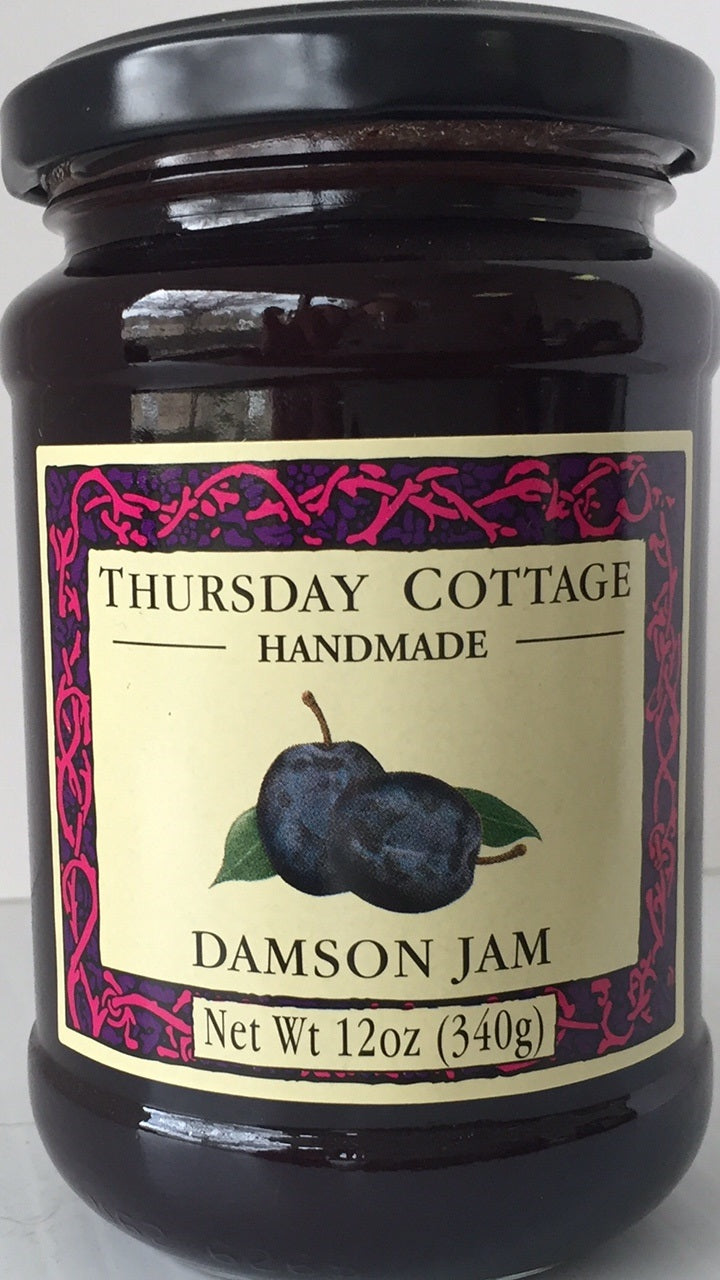 THURSDAY COTTAGE
HANDMADE
DAMSON JAM
Net Wt 12oz (340g)